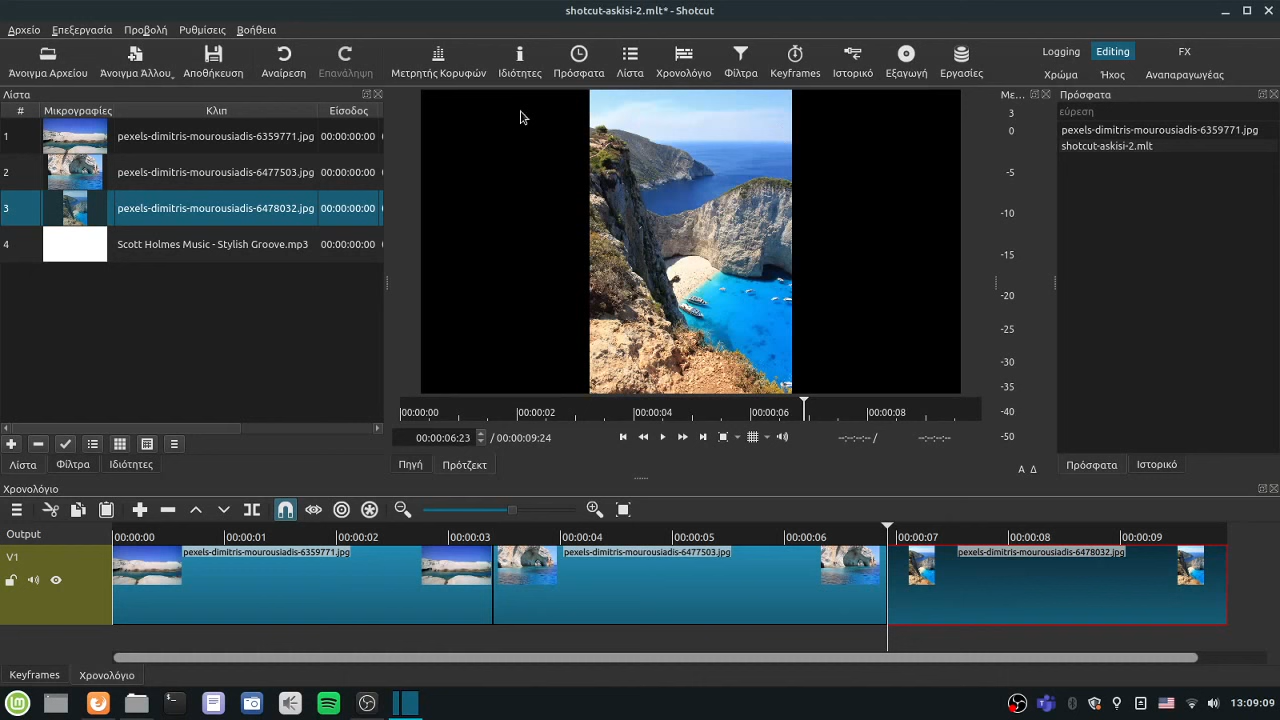 shotcut-askisi-2.mlt* - Shotcut
Αρχείο Επεξεργασία Προβολή Ρυθμίσεις Βοήθεια
Άνοιγμα Αρχείου Άνοιγμα Άλλου. Αποθήκευση Αναίρεση Επανάληψη Μετρητής Κορυφών Ιδιότητες Πρόσφατα Λίστα Χρονολόγιο Φίλτρα Keyframes Ιστορικό Εξαγωγή Εργασίες
Logging Editing FX
Χρώμα Ήχος Αναπαραγωγέας
Λίστα
# Μικρογραφίες Κλιπ Είσοδος
1 pexels-dimitris-mourousiadis-6359771.jpg 00:00:00:00
2 pexels-dimitris-mourousiadis-6477503.jpg 00:00:00:00
3 pexels-dimitris-mourousiadis-6478032.jpg 00:00:00:00
4 Scott Holmes Music - Stylish Groove.mp3 00:00:00:00
Λίστα Φίλτρα Ιδιότητες
00:00:00 00:00:02 00:00:04 00:00:06 00:00:08
00:00:06:23 / 00:00:09:24 --:--:--:-- / --:--:--:--
Πηγή Πρότζεκτ
Με...
3
0
-5
-10
-15
-20
-25
-30
-35
-40
-50
Α Δ
Πρόσφατα
εύρεση
pexels-dimitris-mourousiadis-6359771.jpg
shotcut-askisi-2.mlt
Πρόσφατα Ιστορικό
Χρονολόγιο
Output 00:00:00 00:00:01 00:00:02 00:00:03 00:00:04 00:00:05 00:00:06 00:00:07 00:00:08 00:00:09
V1 pexels-dimitris-mourousiadis-6359771.jpg pexels-dimitris-mourousiadis-6477503.jpg pexels-dimitris-mourousiadis-6478032.jpg
Keyframes Χρονολόγιο
13:09:09